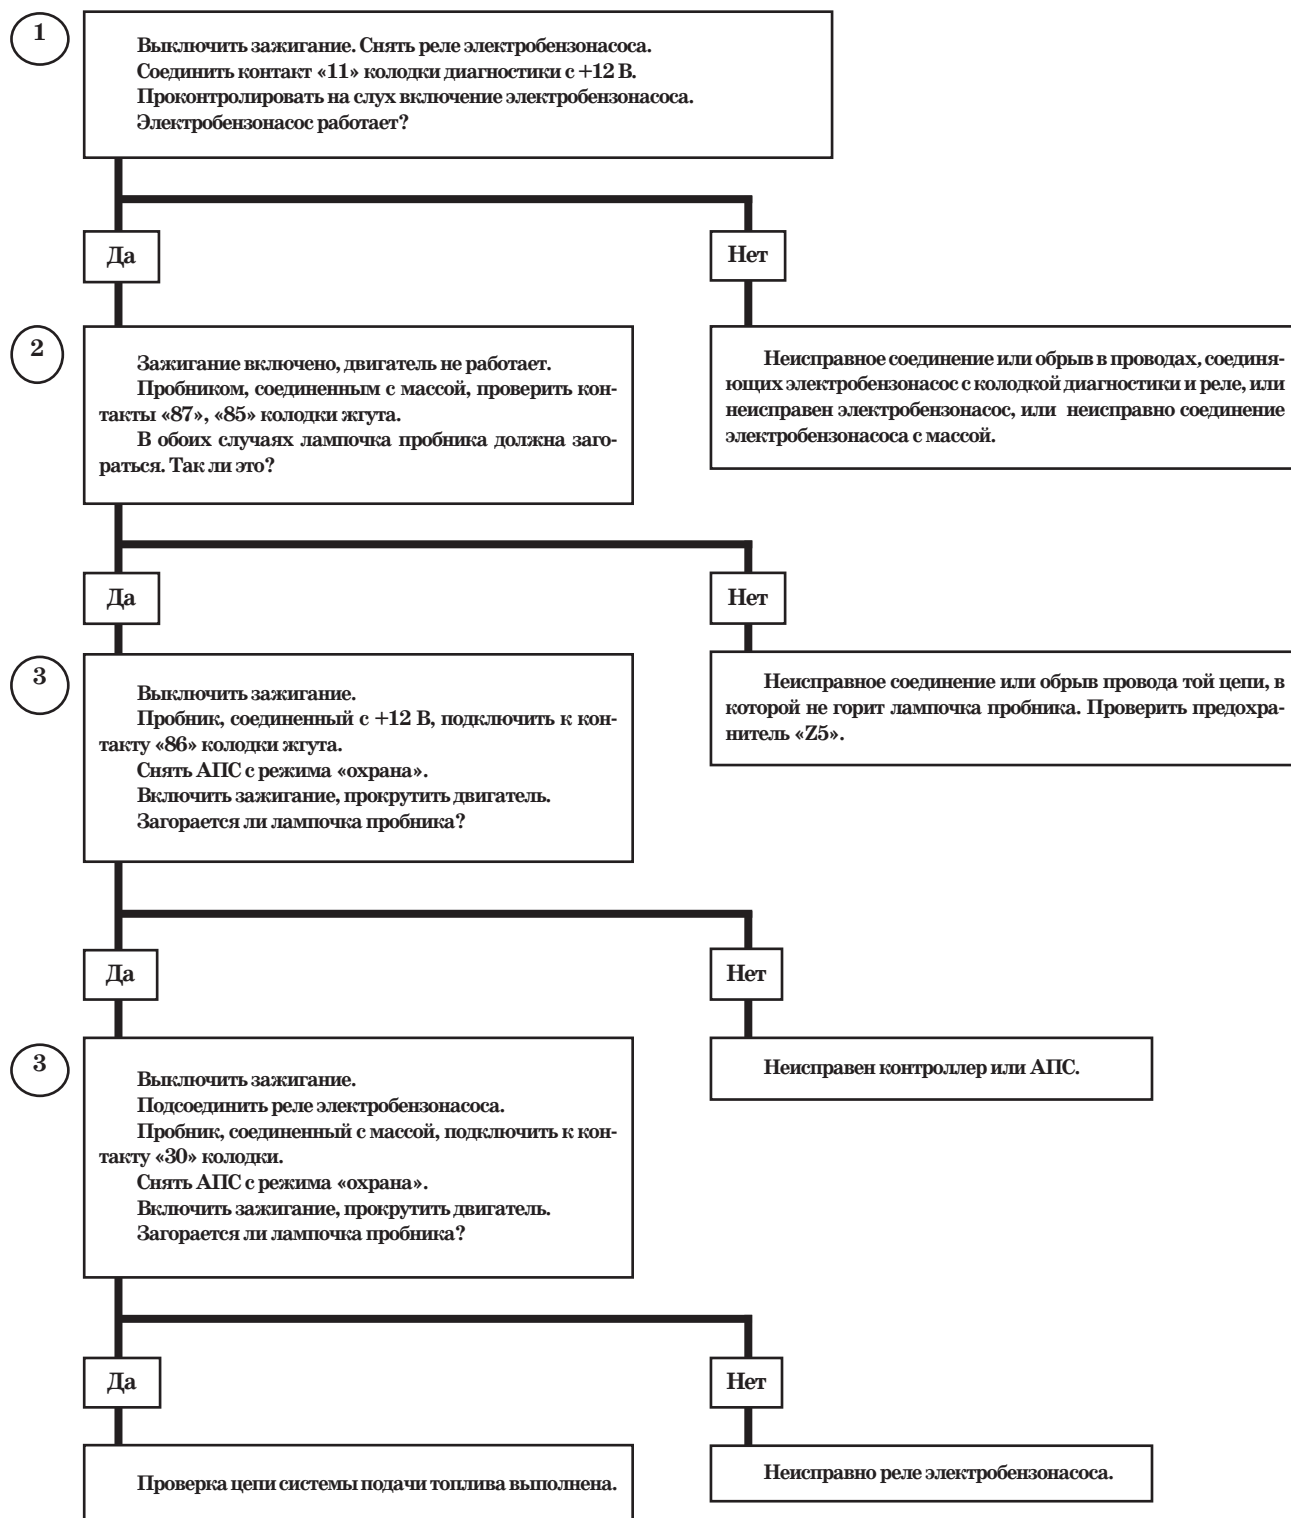 1
Выключить зажигание. Снять реле электробензонасоса.
Соединить контакт «11» колодки диагностики с +12 В.
Проконтролировать на слух включение электробензонасоса.
Электробензонасос работает?
Да
Нет
2
Зажигание включено, двигатель не работает.
Пробником, соединенным с массой, проверить кон-
такты «87», «85» колодки жгута.
В обоих случаях лампочка пробника должна заго-
раться. Так ли это?
Неисправное соединение или обрыв в проводах, соединя-
ющих электробензонасос с колодкой диагностики и реле, или
неисправен электробензонасос, или неисправно соединение
электробензонасоса с массой.
Да
Нет
3
Выключить зажигание.
Пробник, соединенный с +12 В, подключить к кон-
такту «86» колодки жгута.
Снять АПС с режима «охрана».
Включить зажигание, прокрутить двигатель.
Загорается ли лампочка пробника?
Неисправное соединение или обрыв провода той цепи, в
которой не горит лампочка пробника. Проверить предохра-
нитель «Z5».
Да
Нет
3
Выключить зажигание.
Подсоединить реле электробензонасоса.
Пробник, соединенный с массой, подключить к кон-
такту «30» колодки.
Снять АПС с режима «охрана».
Включить зажигание, прокрутить двигатель.
Загорается ли лампочка пробника?
Неисправен контроллер или АПС.
Да
Нет
Проверка цепи системы подачи топлива выполнена.
Неисправно реле электробензонасоса.